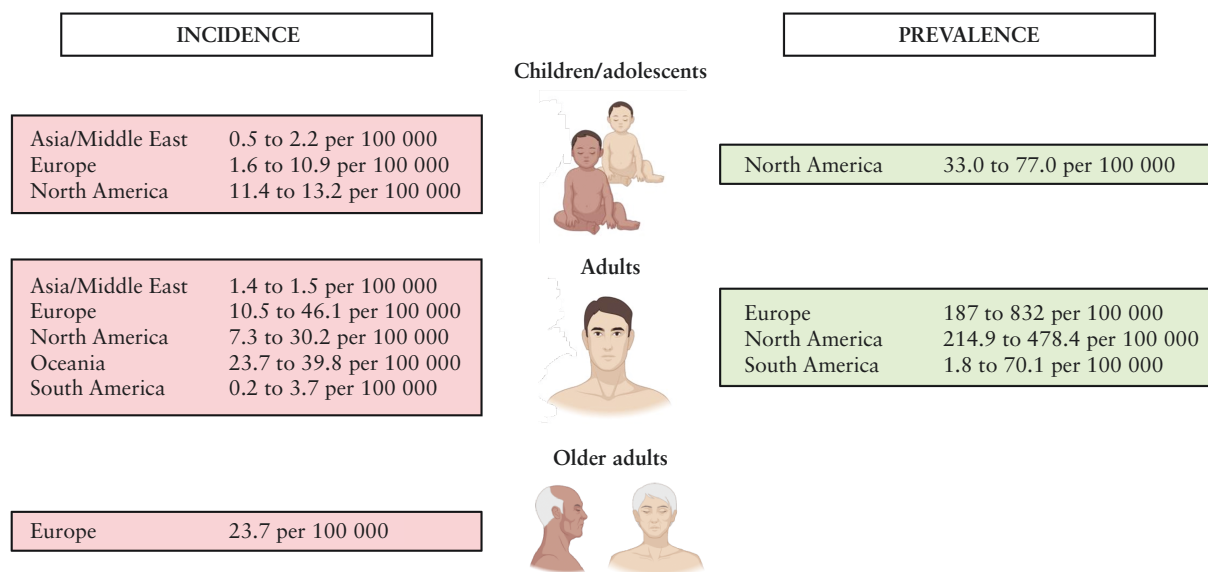 INCIDENCE
PREVALENCE
Children/adolescents
Asia/Middle East 0.5 to 2.2 per 100 000
Europe 1.6 to 10.9 per 100 000
North America 11.4 to 13.2 per 100 000
North America 33.0 to 77.0 per 100 000
Adults
Asia/Middle East 1.4 to 1.5 per 100 000
Europe 10.5 to 46.1 per 100 000
North America 7.3 to 30.2 per 100 000
Oceania 23.7 to 39.8 per 100 000
South America 0.2 to 3.7 per 100 000
Europe 187 to 832 per 100 000
North America 214.9 to 478.4 per 100 000
South America 1.8 to 70.1 per 100 000
Older adults
Europe 23.7 per 100 000